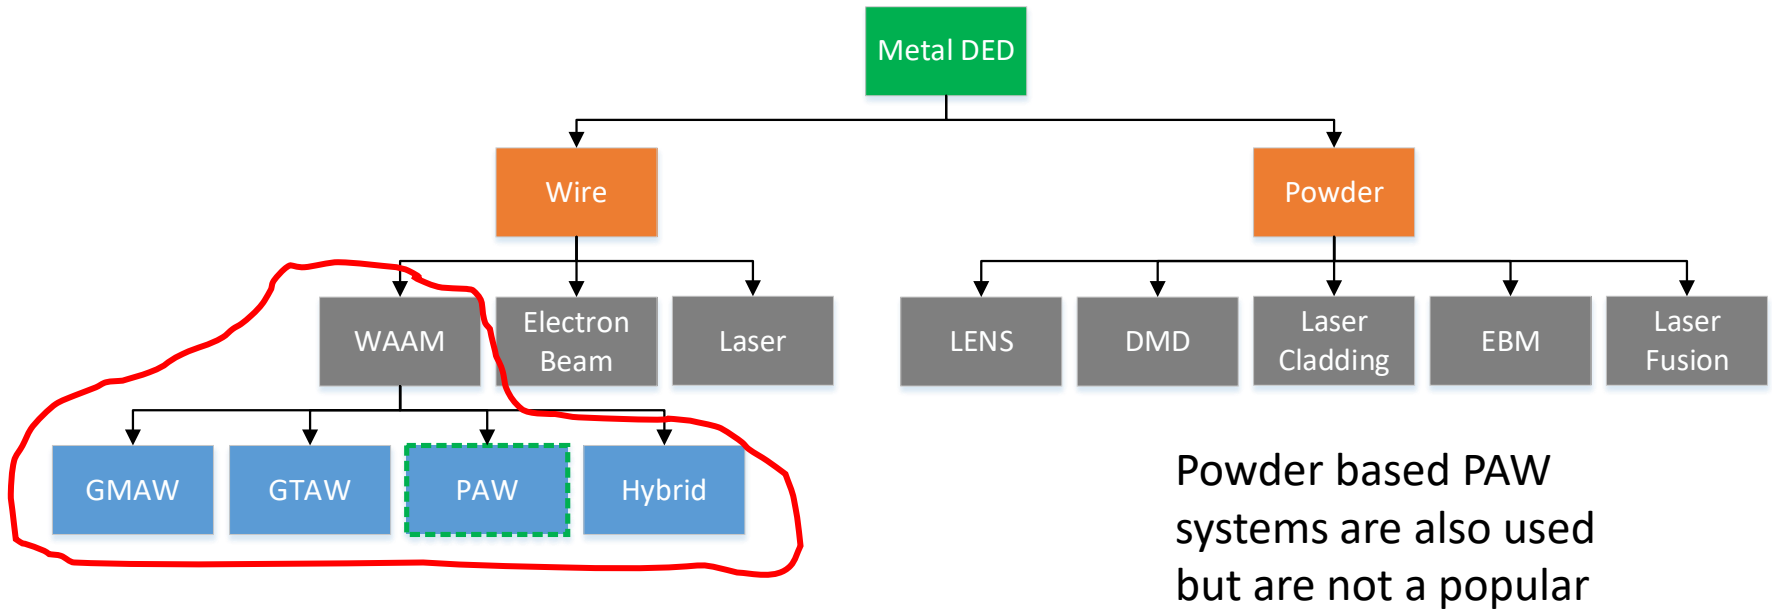 Metal DED
Wire
Powder
WAAM
Electron
Beam
Laser
LENS
DMD
Laser
Cladding
EBM
Laser
Fusion
GMAW
GTAW
PAW
Hybrid
Powder based PAW
systems are also used
but are not a popular